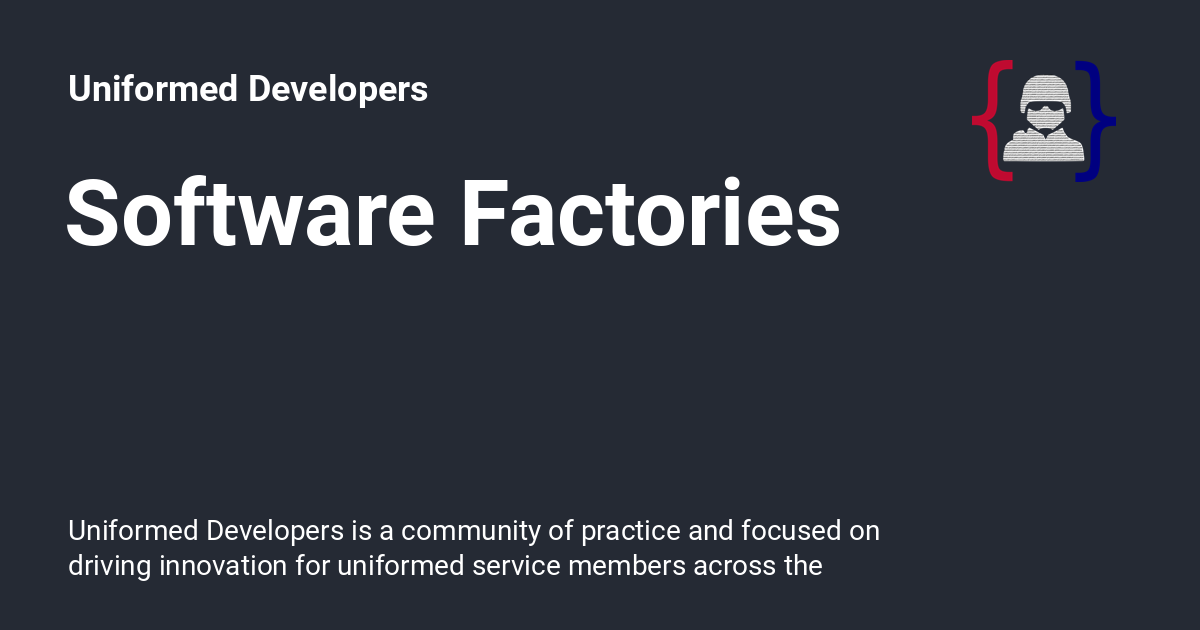 Uniformed Developers
Software Factories
Uniformed Developers is a community of practice and focused on
driving innovation for uniformed service members across the